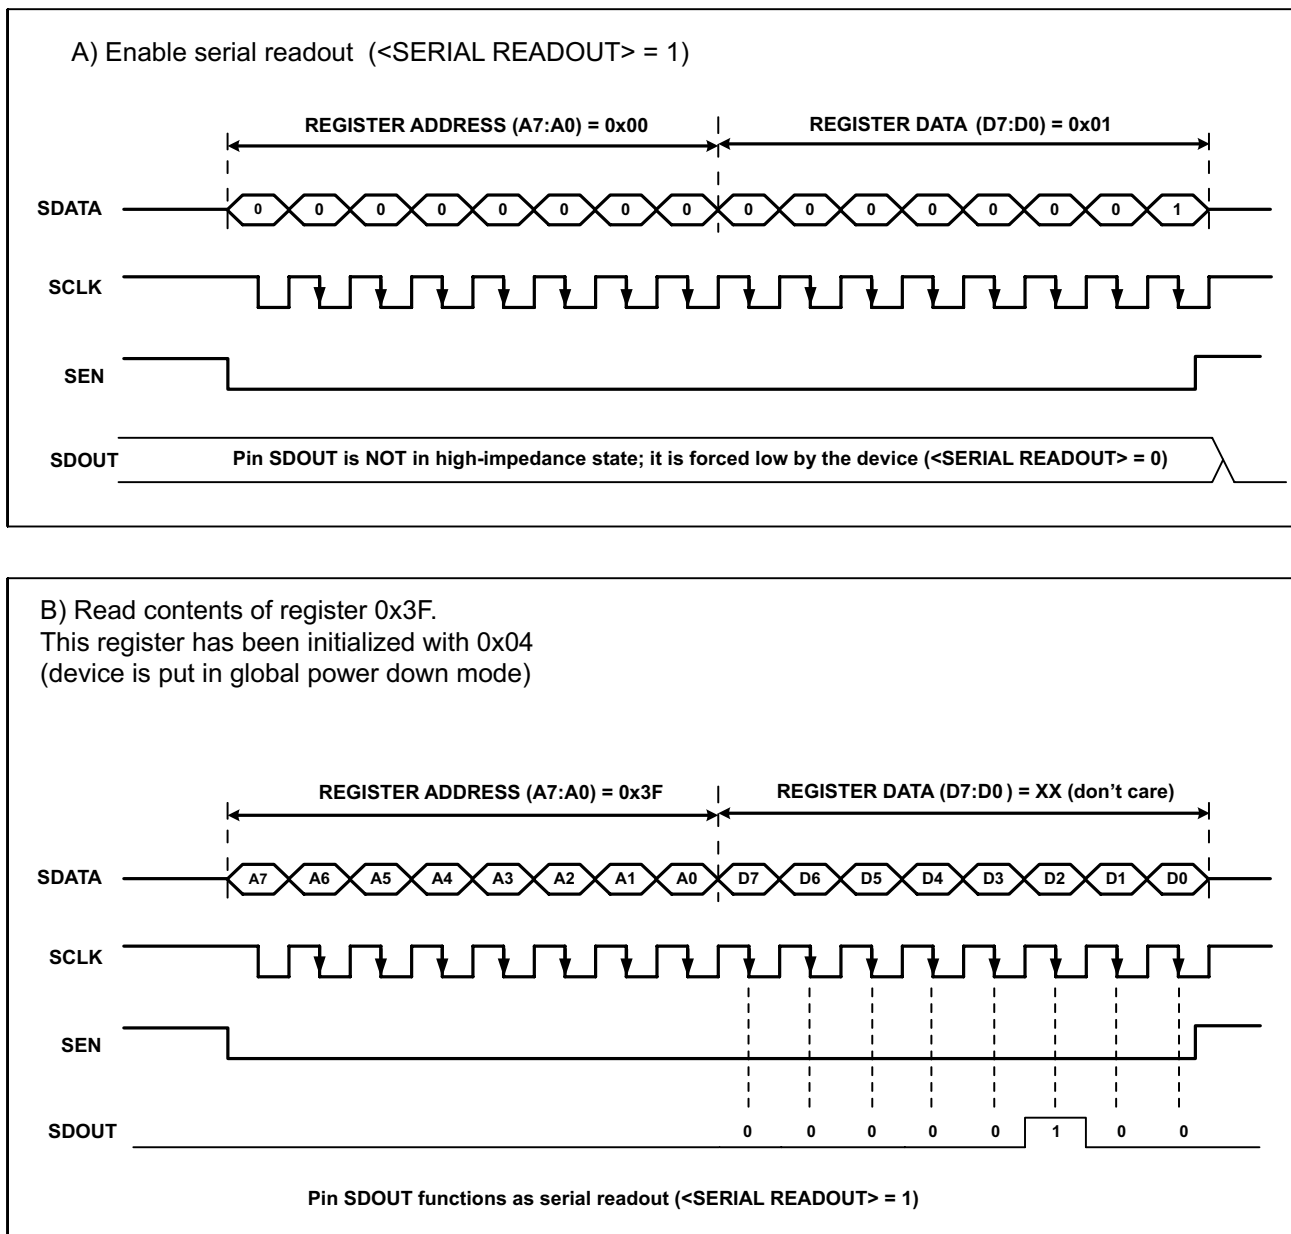 A) Enable serial readout (<SERIAL READOUT> = 1)
REGISTER ADDRESS (A7:A0) = 0x00 REGISTER DATA (D7:D0) = 0x01
SDATA 0 0 0 0 0 0 0 0 0 0 0 0 0 0 0 1
SCLK
SEN
SDOUT Pin SDOUT is NOT in high-impedance state; it is forced low by the device (<SERIAL READOUT> = 0)
B) Read contents of register 0x3F.
This register has been initialized with 0x04
(device is put in global power down mode)
REGISTER ADDRESS (A7:A0) = 0x3F REGISTER DATA (D7:D0) = XX (don't care)
SDATA A7 A6 A5 A4 A3 A2 A1 A0 D7 D6 D5 D4 D3 D2 D1 D0
SCLK
SEN
SDOUT 0 0 0 0 0 1 0 0
Pin SDOUT functions as serial readout (<SERIAL READOUT> = 1)